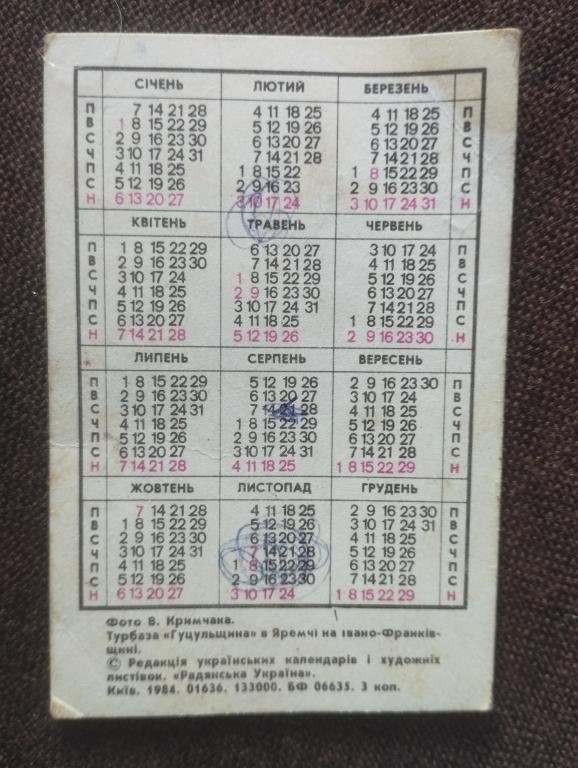 СІЧЕНЬ ЛЮТИЙ БЕРЕЗЕНЬ
П 7 14 21 28 4 11 18 25 4 11 18 25 П
В 1 8 15 22 29 5 12 19 26 5 12 19 26 В
С 2 9 16 23 30 6 13 20 27 6 13 20 27 С
Ч 3 10 17 24 31 7 14 21 28 7 14 21 28 Ч
П 4 11 18 25 1 8 15 22 1 8 15 22 29 П
С 5 12 19 26 2 9 16 23 2 9 16 23 30 С
Н 6 13 20 27 3 10 17 24 3 10 17 24 31 Н
КВІТЕНЬ ТРАВЕНЬ ЧЕРВЕНЬ
П 1 8 15 22 29 6 13 20 27 3 10 17 24 П
В 2 9 16 23 30 7 14 21 28 4 11 18 25 В
С 3 10 17 24 1 8 15 22 29 5 12 19 26 С
Ч 4 11 18 25 2 9 16 23 30 6 13 20 27 Ч
П 5 12 19 26 3 10 17 24 31 7 14 21 28 П
С 6 13 20 27 4 11 18 25 1 8 15 22 29 С
Н 7 14 21 28 5 12 19 26 2 9 16 23 30 Н
ЛИПЕНЬ СЕРПЕНЬ ВЕРЕСЕНЬ
П 1 8 15 22 29 5 12 19 26 2 9 16 23 30 П
В 2 9 16 23 30 6 13 20 27 3 10 17 24 В
С 3 10 17 24 31 7 14 21 28 4 11 18 25 С
Ч 4 11 18 25 1 8 15 22 29 5 12 19 26 Ч
П 5 12 19 26 2 9 16 23 30 6 13 20 27 П
С 6 13 20 27 3 10 17 24 31 7 14 21 28 С
Н 7 14 21 28 4 11 18 25 1 8 15 22 29 Н
ЖОВТЕНЬ ЛИСТОПАД ГРУДЕНЬ
П 7 14 21 28 4 11 18 25 2 9 16 23 30 П
В 1 8 15 22 29 5 12 19 26 3 10 17 24 31 В
С 2 9 16 23 30 6 13 20 27 4 11 18 25 С
Ч 3 10 17 24 31 7 14 21 28 5 12 19 26 Ч
П 4 11 18 25 1 8 15 22 29 6 13 20 27 П
С 5 12 19 26 2 9 16 23 30 7 14 21 28 С
Н 6 13 20 27 3 10 17 24 1 8 15 22 29 Н
Фото В. Кримчака.
Турбаза «Гуцульщина» в Яремчі на Івано-Франків-
щині.
© Редакція українських календарів і художніх
листівок. «Радянська Україна».
Київ. 1984. 01636. 133000. БФ 06635. 3 коп.